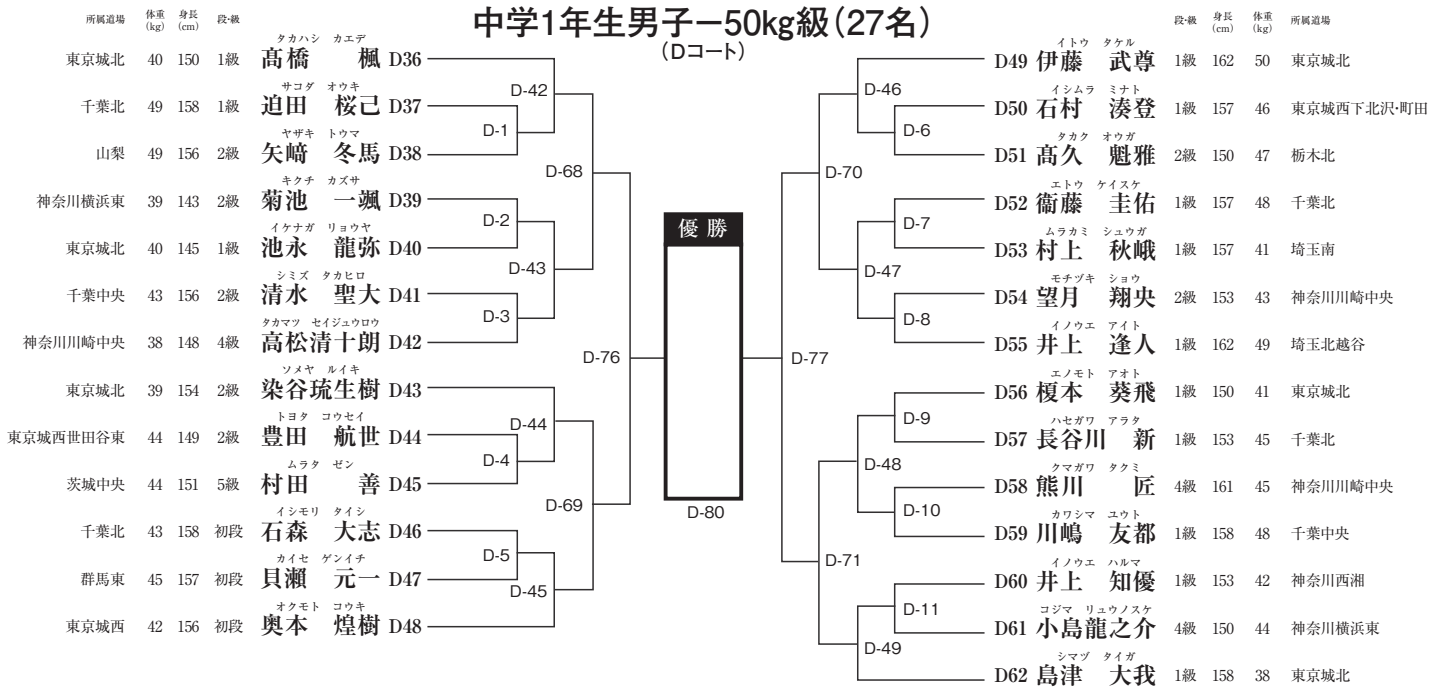 中学1年生男子ー50kg級(27名)
(Dコート)
所属道場 体重(kg) 身長(cm) 段・級
タカハシ カエデ
東京城北 40 150 1級 髙橋 楓 D36
サコダ オウキ
千葉北 49 158 1級 迫田 桜己 D37
ヤザキ トウマ
山梨 49 156 2級 矢﨑 冬馬 D38
キクチ カズサ
神奈川横浜東 39 143 2級 菊池 一颯 D39
イケナガ リョウヤ
東京城北 40 145 1級 池永 龍弥 D40
シミズ タカヒロ
千葉中央 43 156 2級 清水 聖大 D41
タカマツ セイジュウロウ
神奈川川崎中央 38 148 4級 高松清十朗 D42
ソメヤ ルイキ
東京城北 39 154 2級 染谷琉生樹 D43
トヨタ コウセイ
東京城西世田谷東 44 149 2級 豊田 航世 D44
ムラタ ゼン
茨城中央 44 151 5級 村田 善 D45
イシモリ タイシ
千葉北 43 158 初段 石森 大志 D46
カイセ ゲンイチ
群馬東 45 157 初段 貝瀬 元一 D47
オクモト コウキ
東京城西 42 156 初段 奥本 煌樹 D48
D-42
D-1
D-68
D-2
D-43
D-3
D-76
D-44
D-4
D-69
D-5
D-45
優勝
D-80
D-46
D-6
D-70
D-7
D-47
D-8
D-77
D-9
D-48
D-10
D-71
D-11
D-49
段・級 身長(cm) 体重(kg) 所属道場
イトウ タケル
D49 伊藤 武尊 1級 162 50 東京城北
イシムラ ミナト
D50 石村 湊登 1級 157 46 東京城西下北沢・町田
タカク オウガ
D51 髙久 魁雅 2級 150 47 栃木北
エトウ ケイスケ
D52 衞藤 圭佑 1級 157 48 千葉北
ムラカミ シュウガ
D53 村上 秋峨 1級 157 41 埼玉南
モチヅキ ショウ
D54 望月 翔央 2級 153 43 神奈川川崎中央
イノウエ アイト
D55 井上 逢人 1級 162 49 埼玉北越谷
エノモト アオト
D56 榎本 葵飛 1級 150 41 東京城北
ハセガワ アラタ
D57 長谷川 新 1級 153 45 千葉北
クマガワ タクミ
D58 熊川 匠 4級 161 45 神奈川川崎中央
カワシマ ユウト
D59 川嶋 友都 1級 158 48 千葉中央
イノウエ ハルマ
D60 井上 知優 1級 153 42 神奈川西湘
コジマ リュウノスケ
D61 小島龍之介 4級 150 44 神奈川横浜東
シマヅ タイガ
D62 島津 大我 1級 158 38 東京城北